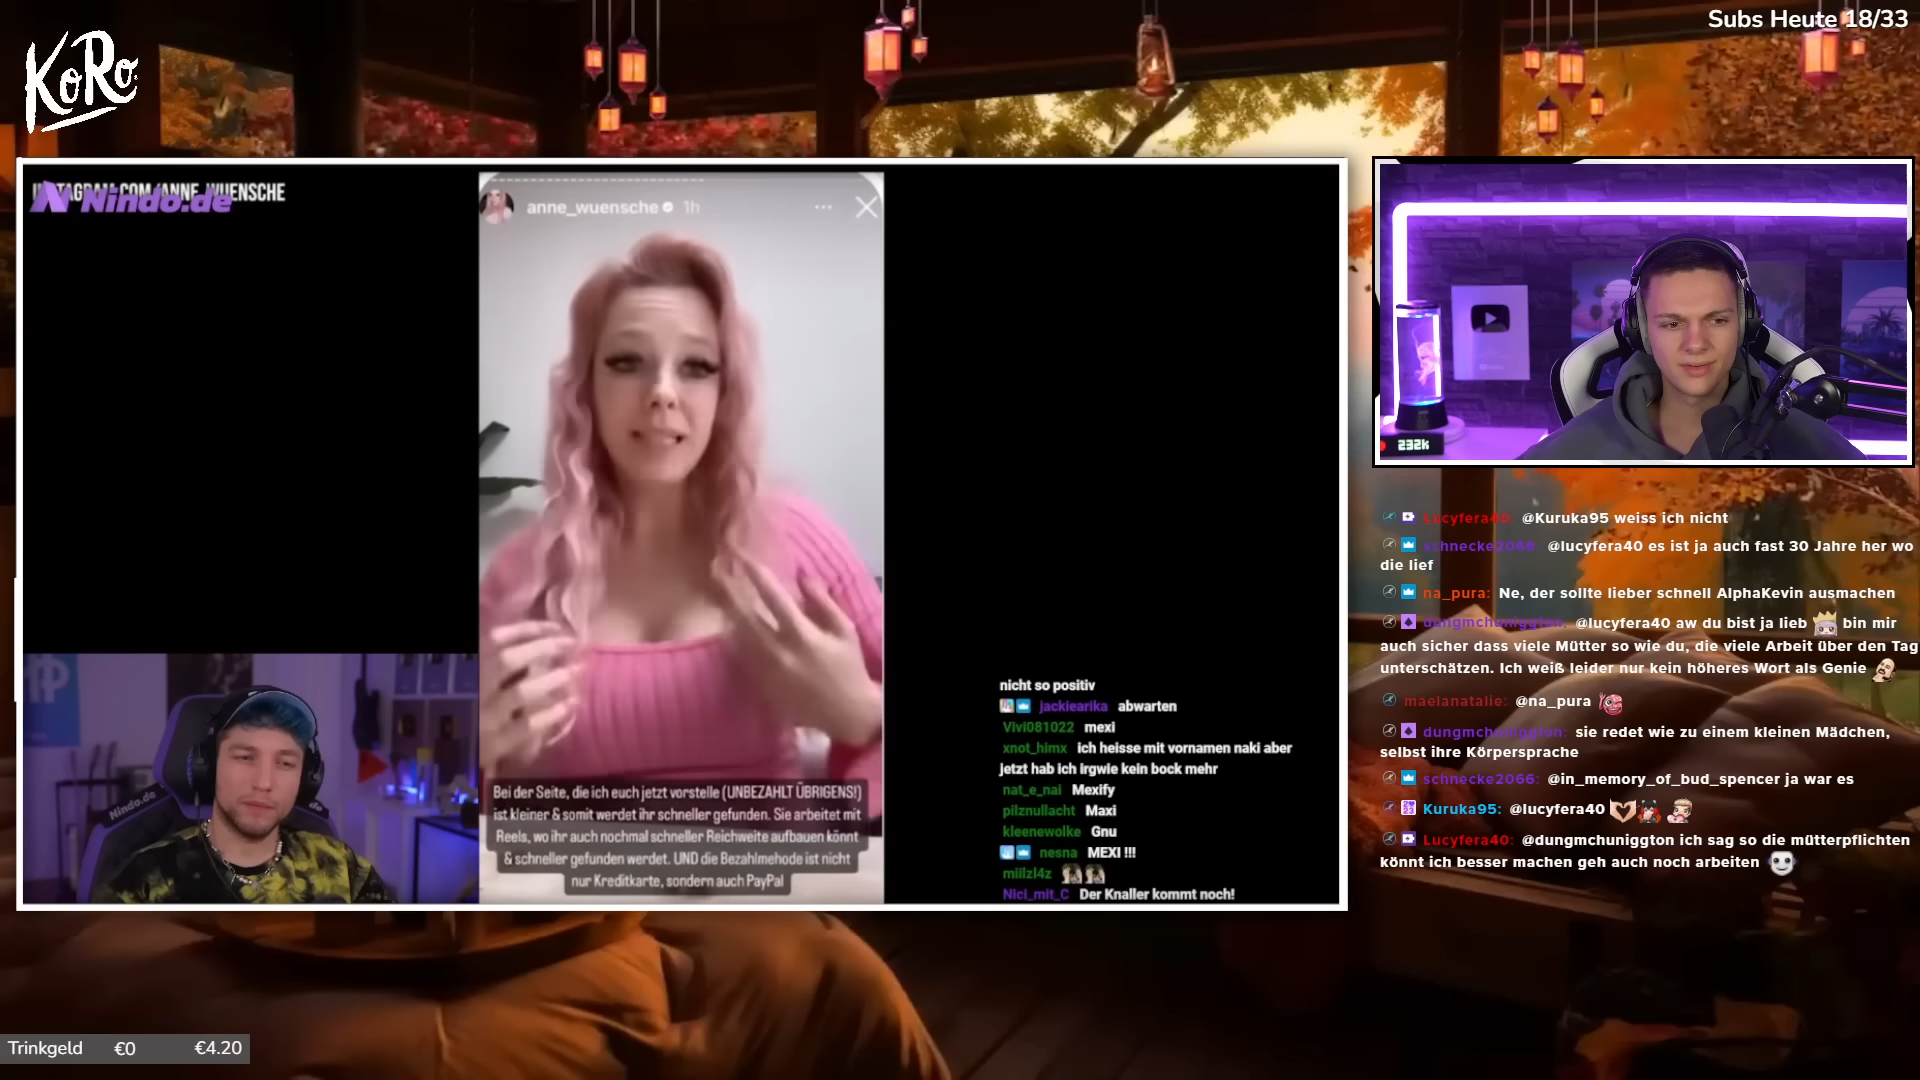 KoRo
Subs Heute 18/33
Nindo.de
anne_wuensche 1h
Bei der Seite, die ich euch jetzt vorstelle (UNBEZAHLT ÜBRIGENS!)
ist kleiner & somit werdet ihr schneller gefunden. Sie arbeitet mit
Reels, wo ihr auch nochmal schneller Reichweite aufbauen könnt
& schneller gefunden werdet. UND die Bezahlmehode ist nicht
nur Kreditkarte, sondern auch PayPal
Nindo.de
nicht so positiv
jackiearika abwarten
Vivi081022 mexi
xnot_himx ich heisse mit vornamen naki aber
jetzt hab ich irgwie kein bock mehr
nat_e_nai Mexify
pilznullacht Maxi
kleenewolke Gnu
nesna MEXI !!!
miilzl4z
Nici_mit_C Der Knaller kommt noch!
232k
Lucyfera40: @Kuruka95 weiss ich nicht
schnecke2066: @lucyfera40 es ist ja auch fast 30 Jahre her wo
die lief
na_pura: Ne, der sollte lieber schnell AlphaKevin ausmachen
dungmchuniggton: @lucyfera40 aw du bist ja lieb bin mir
auch sicher dass viele Mütter so wie du, die viele Arbeit über den Tag
unterschätzen. Ich weiß leider nur kein höheres Wort als Genie
maelanatalie: @na_pura
dungmchuniggton: sie redet wie zu einem kleinen Mädchen,
selbst ihre Körpersprache
schnecke2066: @in_memory_of_bud_spencer ja war es
Kuruka95: @lucyfera40
Lucyfera40: @dungmchuniggton ich sag so die mütterpflichten
könnt ich besser machen geh auch noch arbeiten
Trinkgeld €0 €4.20